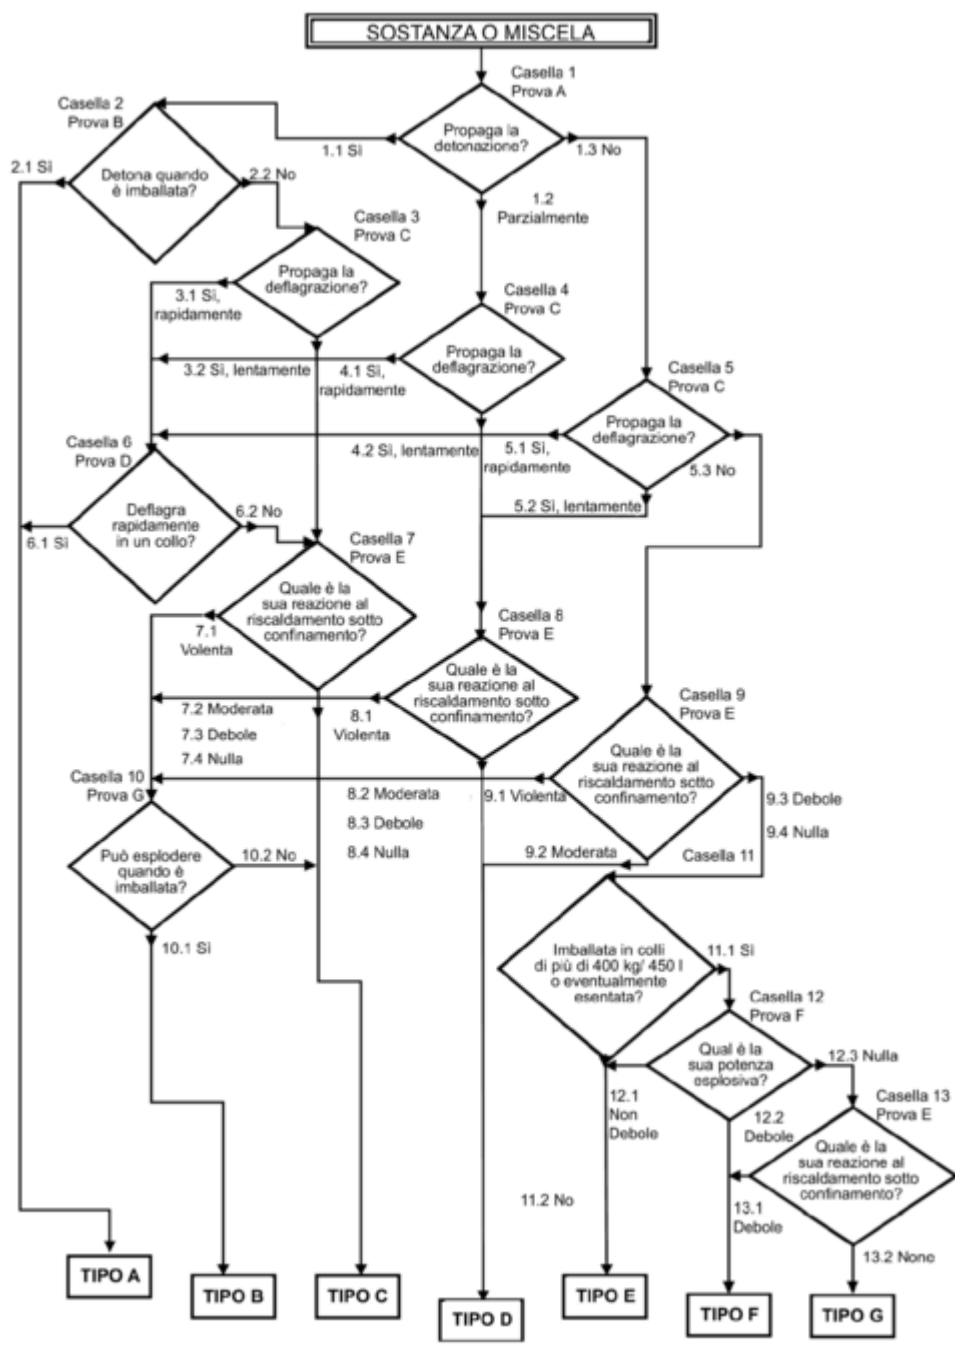 SOSTANZA O MISCELA
Casella 1
Prova A
Propaga la
detonazione?
1.1 Sì
1.3 No
1.2
Parzialmente
Casella 2
Prova B
Detona quando
è imballata?
2.1 Sì
2.2 No
Casella 3
Prova C
Propaga la
deflagrazione?
3.1 Sì,
rapidamente
3.2 Sì, lentamente
Casella 4
Prova C
Propaga la
deflagrazione?
4.1 Sì,
rapidamente
4.2 Sì, lentamente
Casella 5
Prova C
Propaga la
deflagrazione?
5.1 Sì,
rapidamente
5.2 Sì, lentamente
5.3 No
Casella 6
Prova D
Deflagra
rapidamente
in un collo?
6.1 Sì
6.2 No
Casella 7
Prova E
Quale è la
sua reazione al
riscaldamento sotto
confinamento?
7.1
Violenta
7.2 Moderata
7.3 Debole
7.4 Nulla
Casella 8
Prova E
Quale è la
sua reazione al
riscaldamento sotto
confinamento?
8.1
Violenta
8.2 Moderata
8.3 Debole
8.4 Nulla
Casella 9
Prova E
Quale è la
sua reazione al
riscaldamento sotto
confinamento?
9.1 Violenta
9.2 Moderata
9.3 Debole
9.4 Nulla
Casella 10
Prova G
Può esplodere
quando è
imballata?
10.2 No
10.1 Sì
Casella 11
Imballata in colli
di più di 400 kg/ 450 l
o eventualmente
esentata?
11.1 Sì
11.2 No
Casella 12
Prova F
Qual è la
sua potenza
esplosiva?
12.1
Non
Debole
12.2
Debole
12.3 Nulla
Casella 13
Prova E
Quale è la
sua reazione al
riscaldamento sotto
confinamento?
13.1
Debole
13.2 None
TIPO A
TIPO B
TIPO C
TIPO D
TIPO E
TIPO F
TIPO G